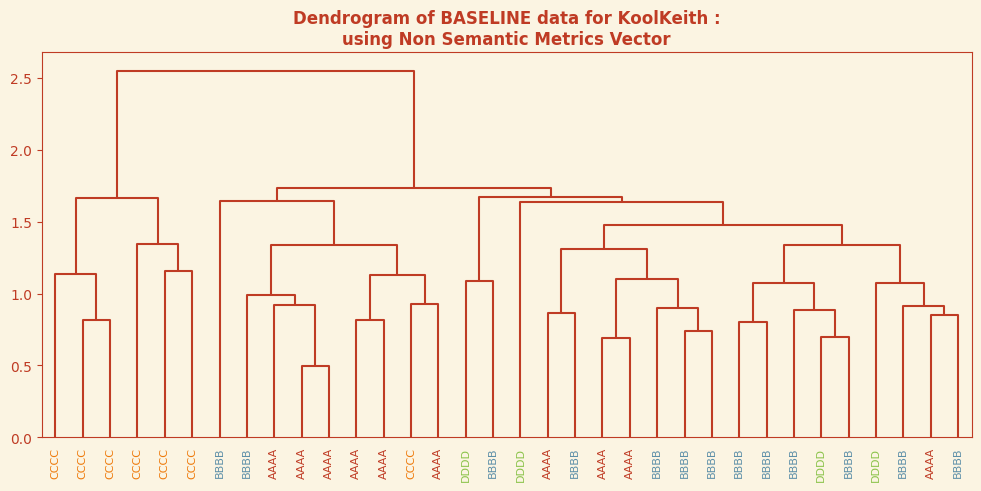 Dendrogram of BASELINE data for KoolKeith :
using Non Semantic Metrics Vector
2.5
2.0
1.5
1.0
0.5
0.0
CCCC CCCC CCCC CCCC CCCC CCCC BBBB BBBB AAAA AAAA AAAA AAAA AAAA CCCC AAAA DDDD BBBB DDDD AAAA BBBB AAAA AAAA BBBB BBBB BBBB BBBB BBBB BBBB DDDD BBBB DDDD BBBB AAAA BBBB